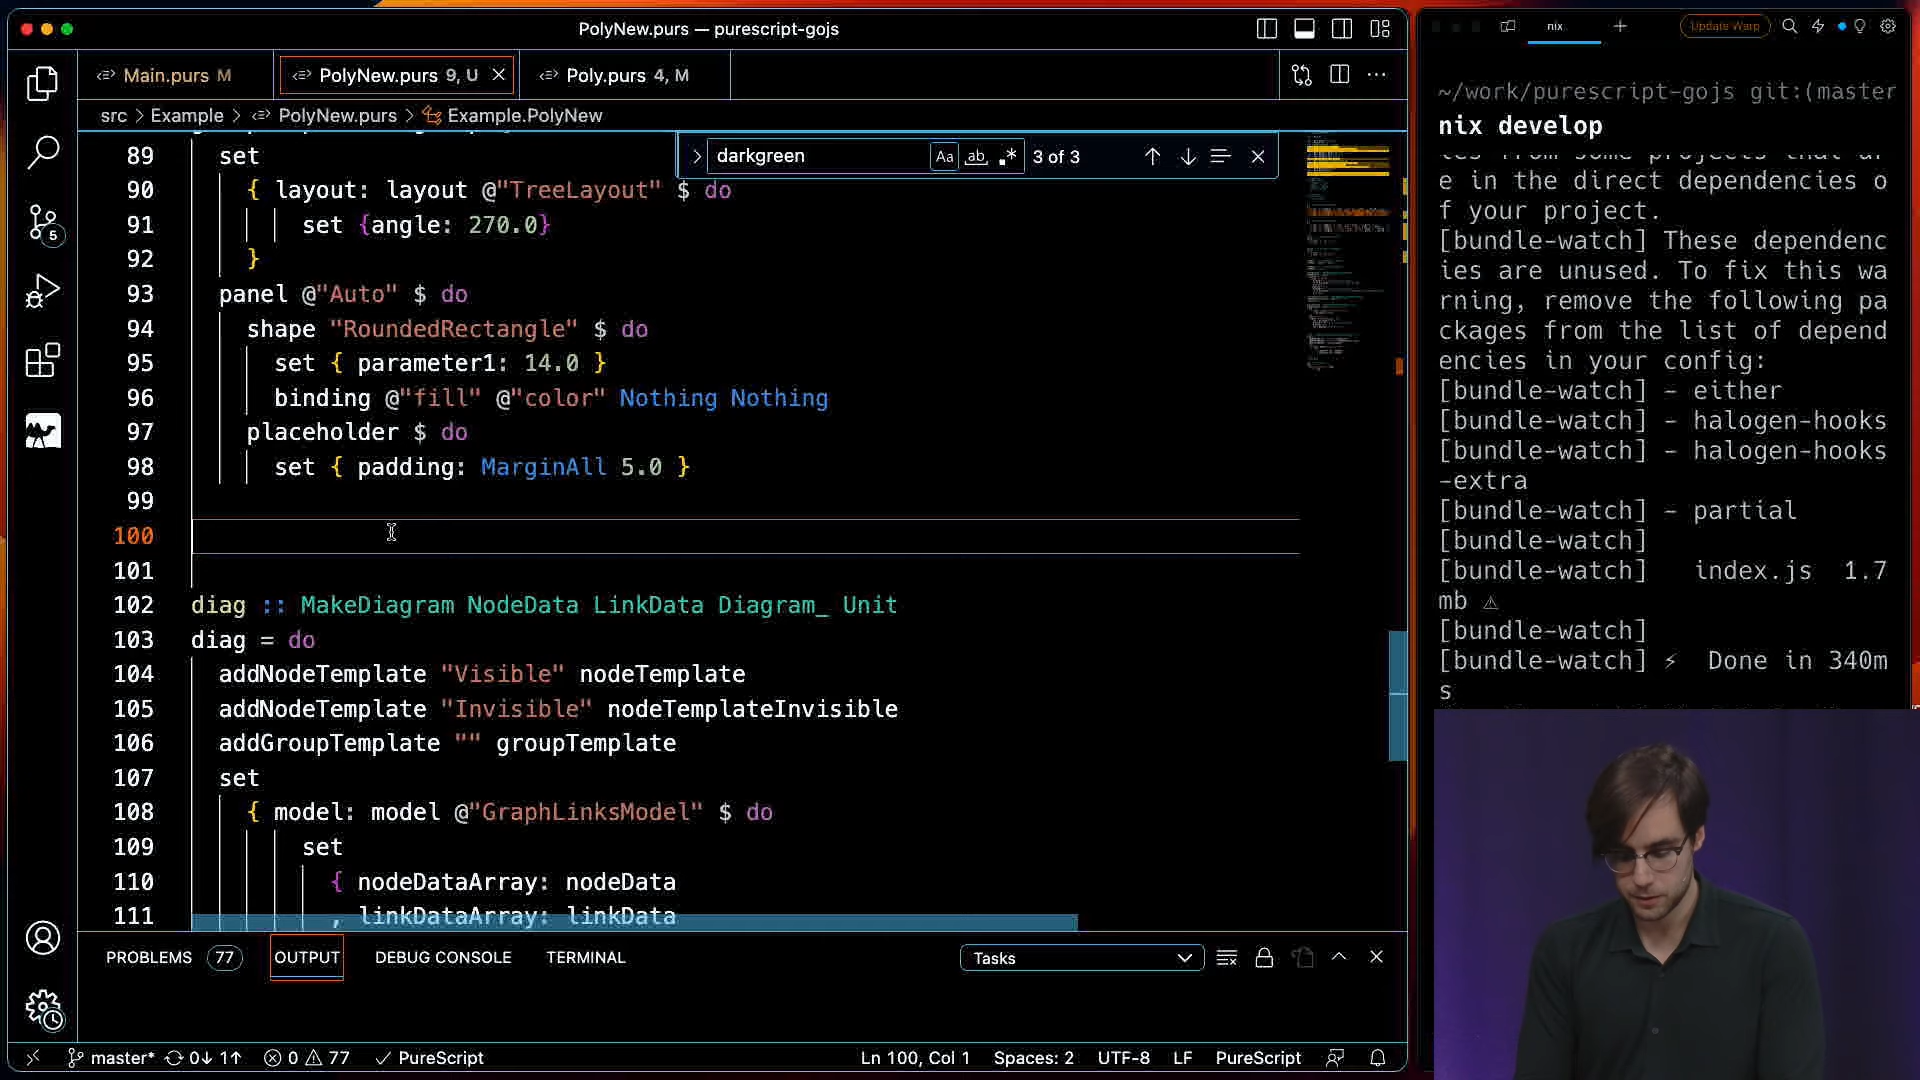 PolyNew.purs — purescript-gojs
Main.purs M
PolyNew.purs 9, U
Poly.purs 4, M
src > Example > PolyNew.purs > Example.PolyNew
darkgreen
Aa ab .* 3 of 3
89 set
90 { layout: layout @"TreeLayout" $ do
91 set {angle: 270.0}
92 }
93 panel @"Auto" $ do
94 shape "RoundedRectangle" $ do
95 set { parameter1: 14.0 }
96 binding @"fill" @"color" Nothing Nothing
97 placeholder $ do
98 set { padding: MarginAll 5.0 }
99
100
101
102 diag :: MakeDiagram NodeData LinkData Diagram_ Unit
103 diag = do
104 addNodeTemplate "Visible" nodeTemplate
105 addNodeTemplate "Invisible" nodeTemplateInvisible
106 addGroupTemplate "" groupTemplate
107 set
108 { model: model @"GraphLinksModel" $ do
109 set
110 { nodeDataArray: nodeData
111 , linkDataArray: linkData
5
PROBLEMS 77 OUTPUT DEBUG CONSOLE TERMINAL
Tasks
master* 0↓ 1↑ 0 77 PureScript
Ln 100, Col 1 Spaces: 2 UTF-8 LF PureScript
nix
Update Warp
~/work/purescript-gojs git:(master
nix develop
e in the direct dependencies o
f your project.
[bundle-watch] These dependenc
ies are unused. To fix this wa
rning, remove the following pa
ckages from the list of depend
encies in your config:
[bundle-watch] - either
[bundle-watch] - halogen-hooks
[bundle-watch] - halogen-hooks
-extra
[bundle-watch] - partial
[bundle-watch]
[bundle-watch] index.js 1.7
mb ⚠
[bundle-watch]
[bundle-watch] ⚡ Done in 340m
s